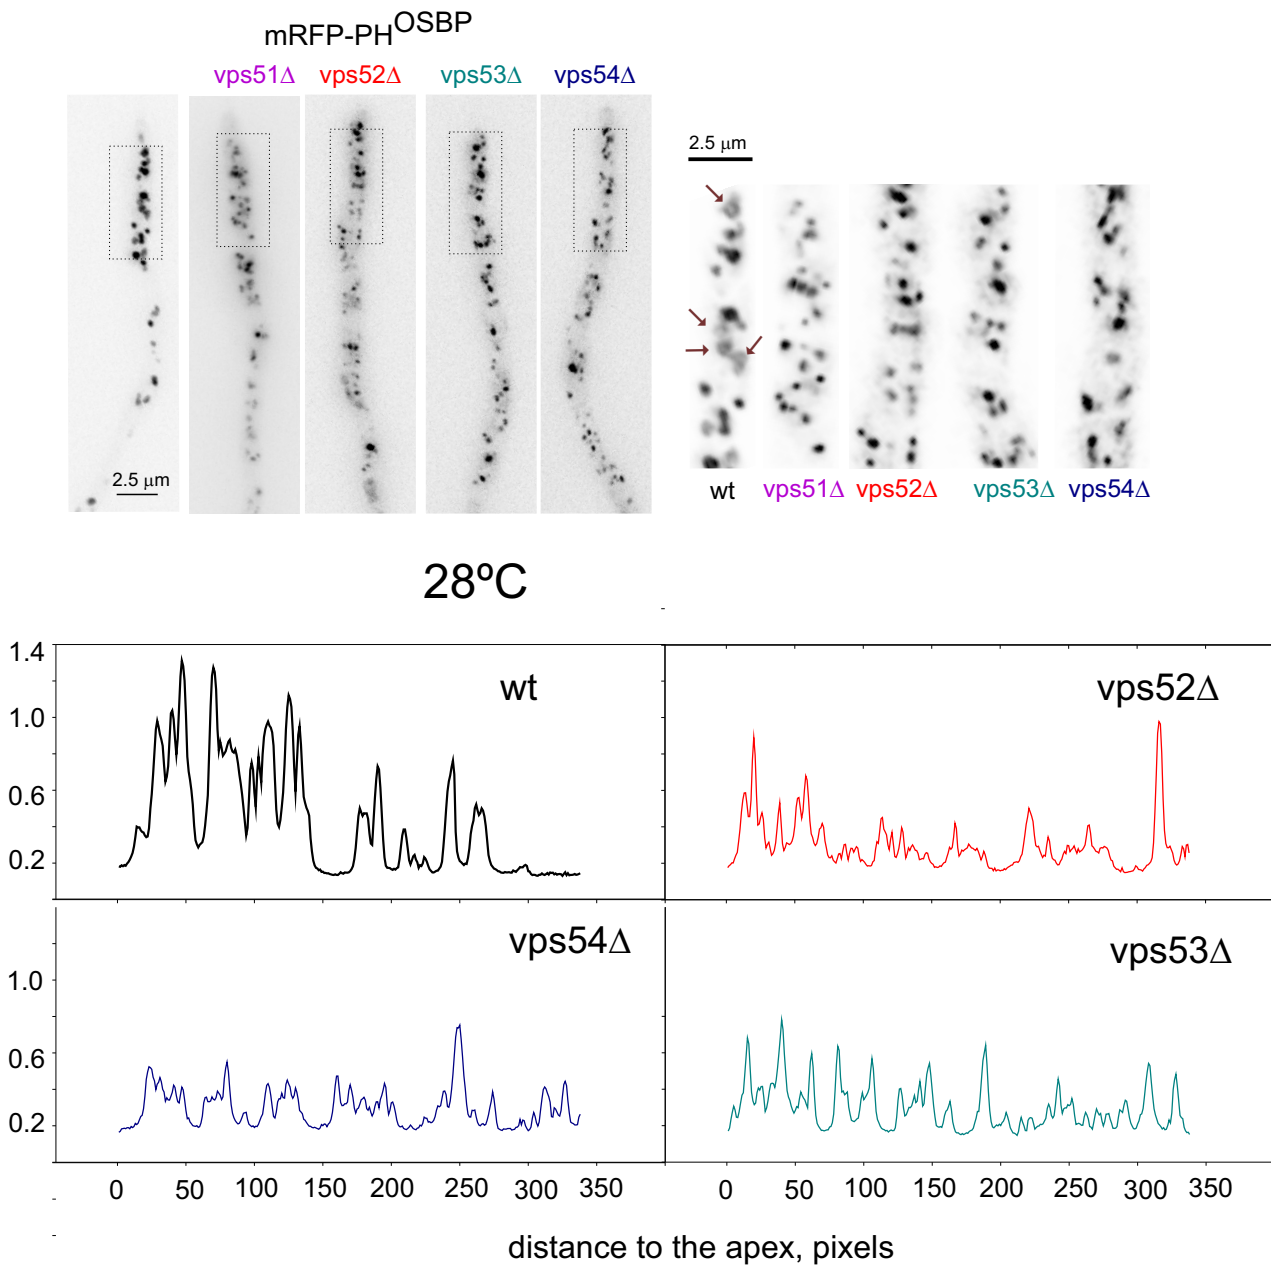 mRFP-PH^OSBP
vps51Δ vps52Δ vps53Δ vps54Δ
2.5 μm
2.5 μm
wt vps51Δ vps52Δ vps53Δ vps54Δ
28ºC
1.4
1.0
0.6
0.2
wt
vps52Δ
1.0
0.6
0.2
vps54Δ
vps53Δ
0 50 100 150 200 250 300 350
0 50 100 150 200 250 300 350
distance to the apex, pixels